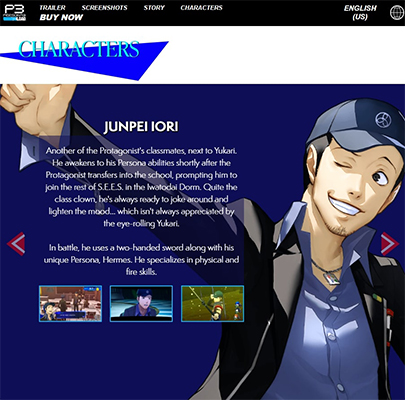 P3
PERSONA3
TRAILER
SCREENSHOTS
STORY
CHARACTERS
BUY NOW
ENGLISH
(US)
CHARACTERS
JUNPEI IORI
Another of the Protagonist's classmates, next to Yukari.
He awakens to his Persona abilities shortly after the
Protagonist transfers into the school, prompting him to
join the rest of S.E.E.S. in the Iwatodai Dorm. Quite the
class clown, he's always ready to joke around and
lighten the mood... which isn't always appreciated by
the eye-rolling Yukari.
In battle, he uses a two-handed sword along with his
unique Persona, Hermes. He specializes in physical and
fire skills.